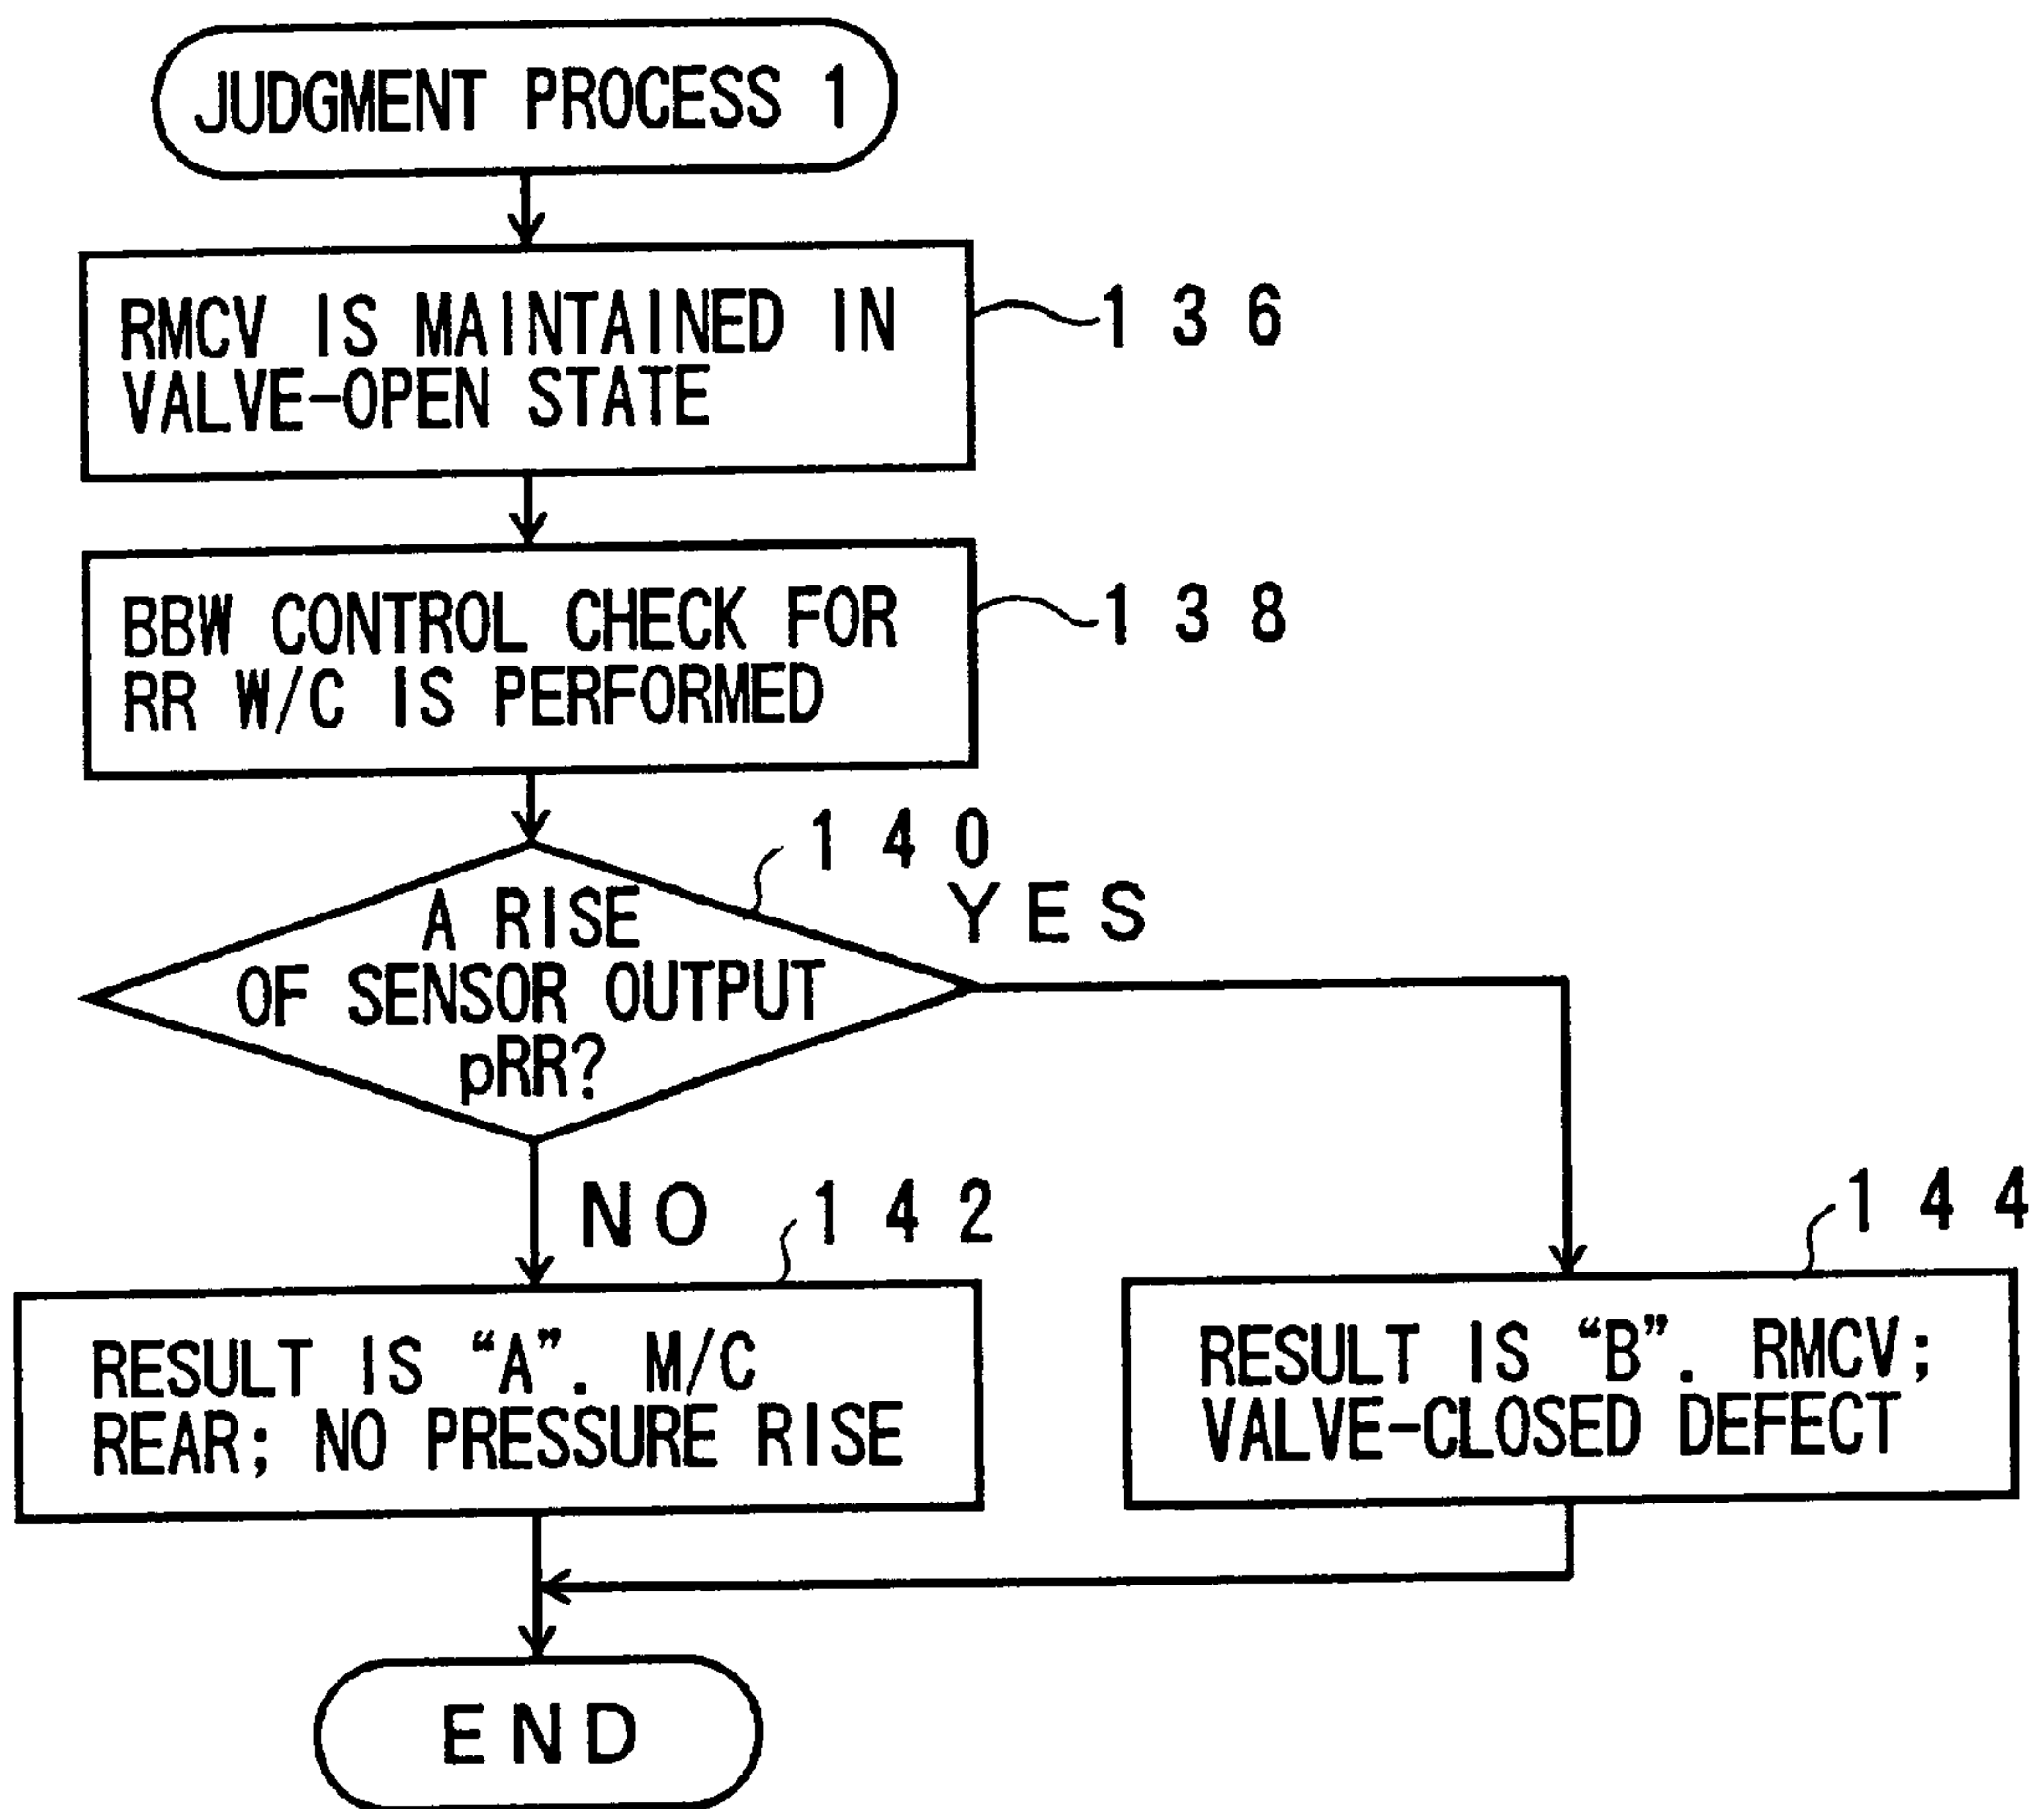 JUDGMENT PROCESS 1
RMCV IS MAINTAINED IN
VALVE-OPEN STATE
136
BBW CONTROL CHECK FOR
RR W/C IS PERFORMED
138
140
A RISE
OF SENSOR OUTPUT
pRR?
YES
NO
142
144
RESULT IS “A”. M/C
REAR; NO PRESSURE RISE
RESULT IS “B”. RMCV;
VALVE-CLOSED DEFECT
END